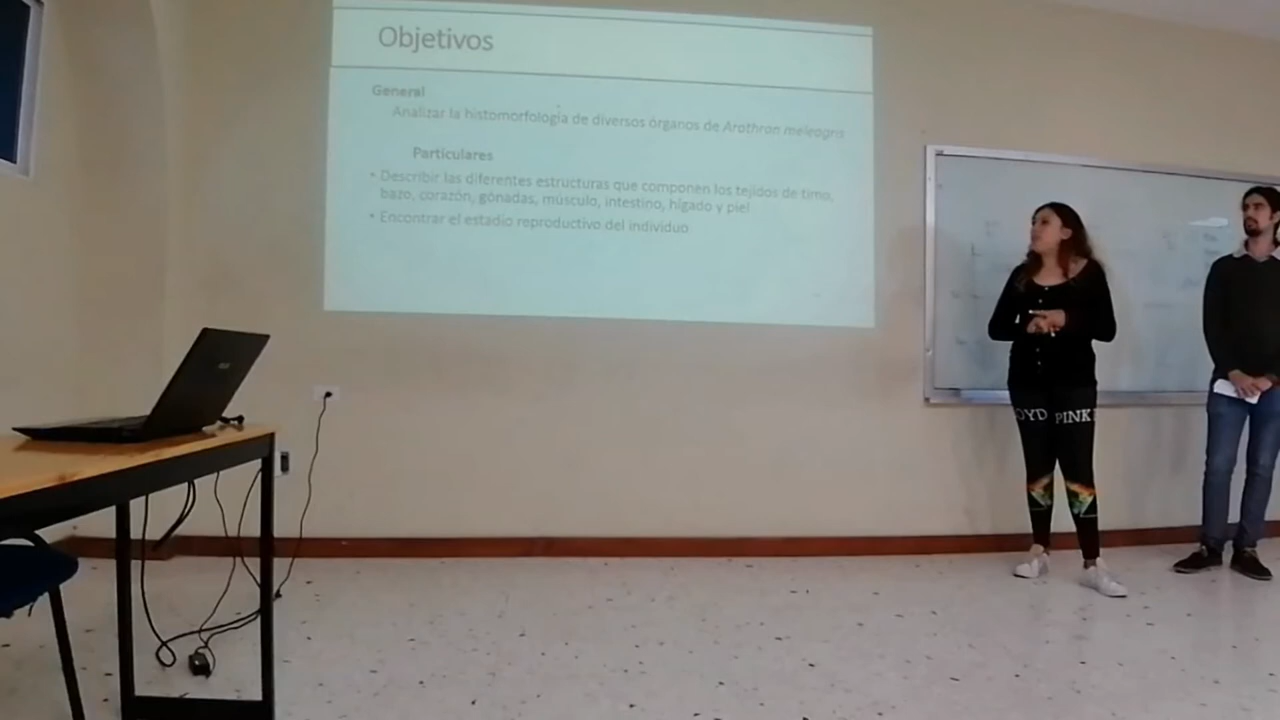 Objetivos
General
Analizar la histomorfología de diversos órganos de Arothron meleagris
Particulares
• Describir las diferentes estructuras que componen los tejidos de timo,
bazo, corazón, gónadas, músculo, intestino, hígado y piel
• Encontrar el estadio reproductivo del individuo
OYD PINK